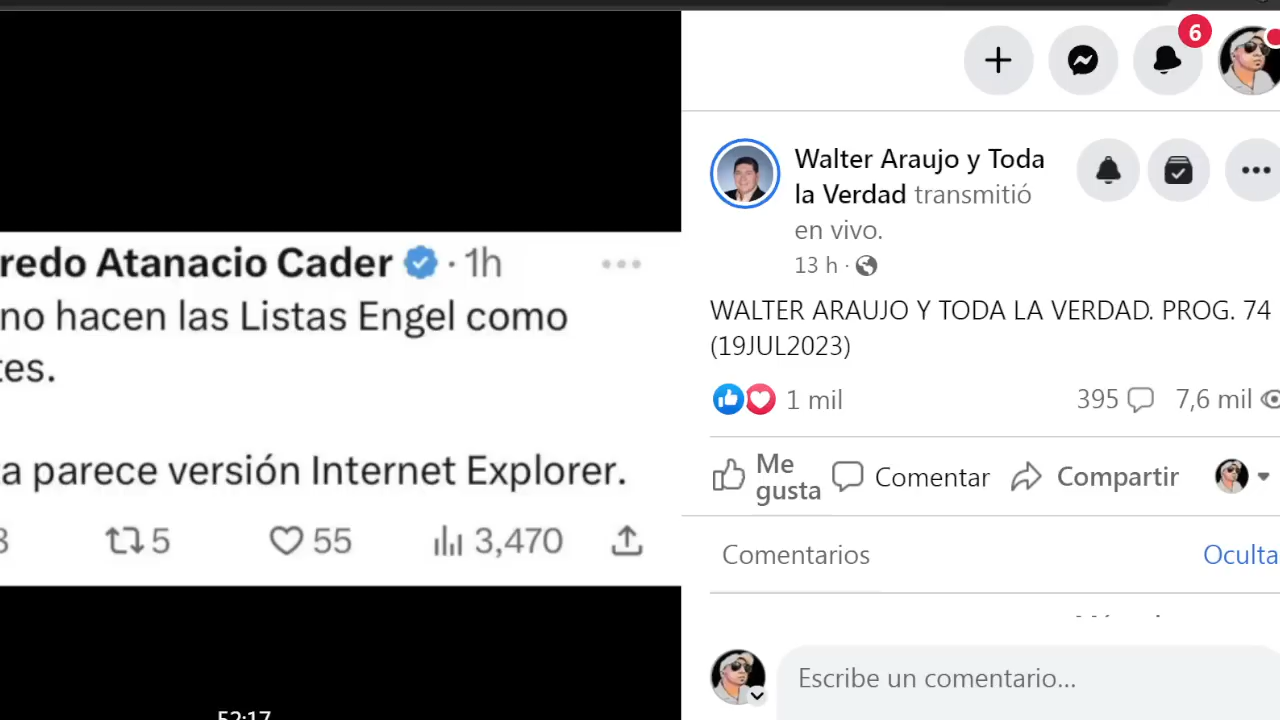 6
Walter Araujo y Toda
la Verdad transmitió
en vivo.
13 h ·
WALTER ARAUJO Y TODA LA VERDAD. PROG. 74
(19JUL2023)
1 mil
395
7,6 mil
Me gusta
Comentar
Compartir
Comentarios
Oculta
Escribe un comentario...
redo Atanacio Cader · 1h
no hacen las Listas Engel como
tes.
a parece versión Internet Explorer.
5
55
3,470
52:17